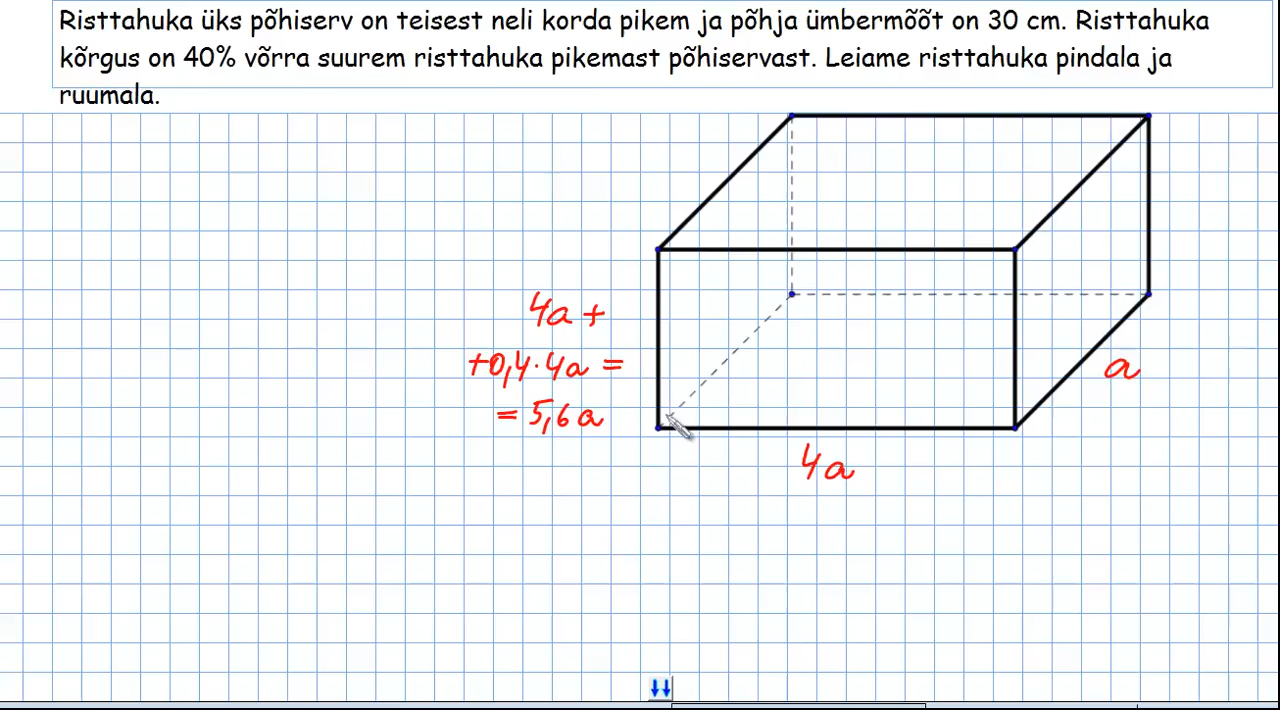 Risttahuka üks põhiserv on teisest neli korda pikem ja põhja ümbermõõt on 30 cm. Risttahuka
kõrgus on 40% võrra suurem risttahuka pikemast põhiservast. Leiame risttahuka pindala ja
ruumala.
4a +
+0,4·4a =
= 5,6a
a
4a